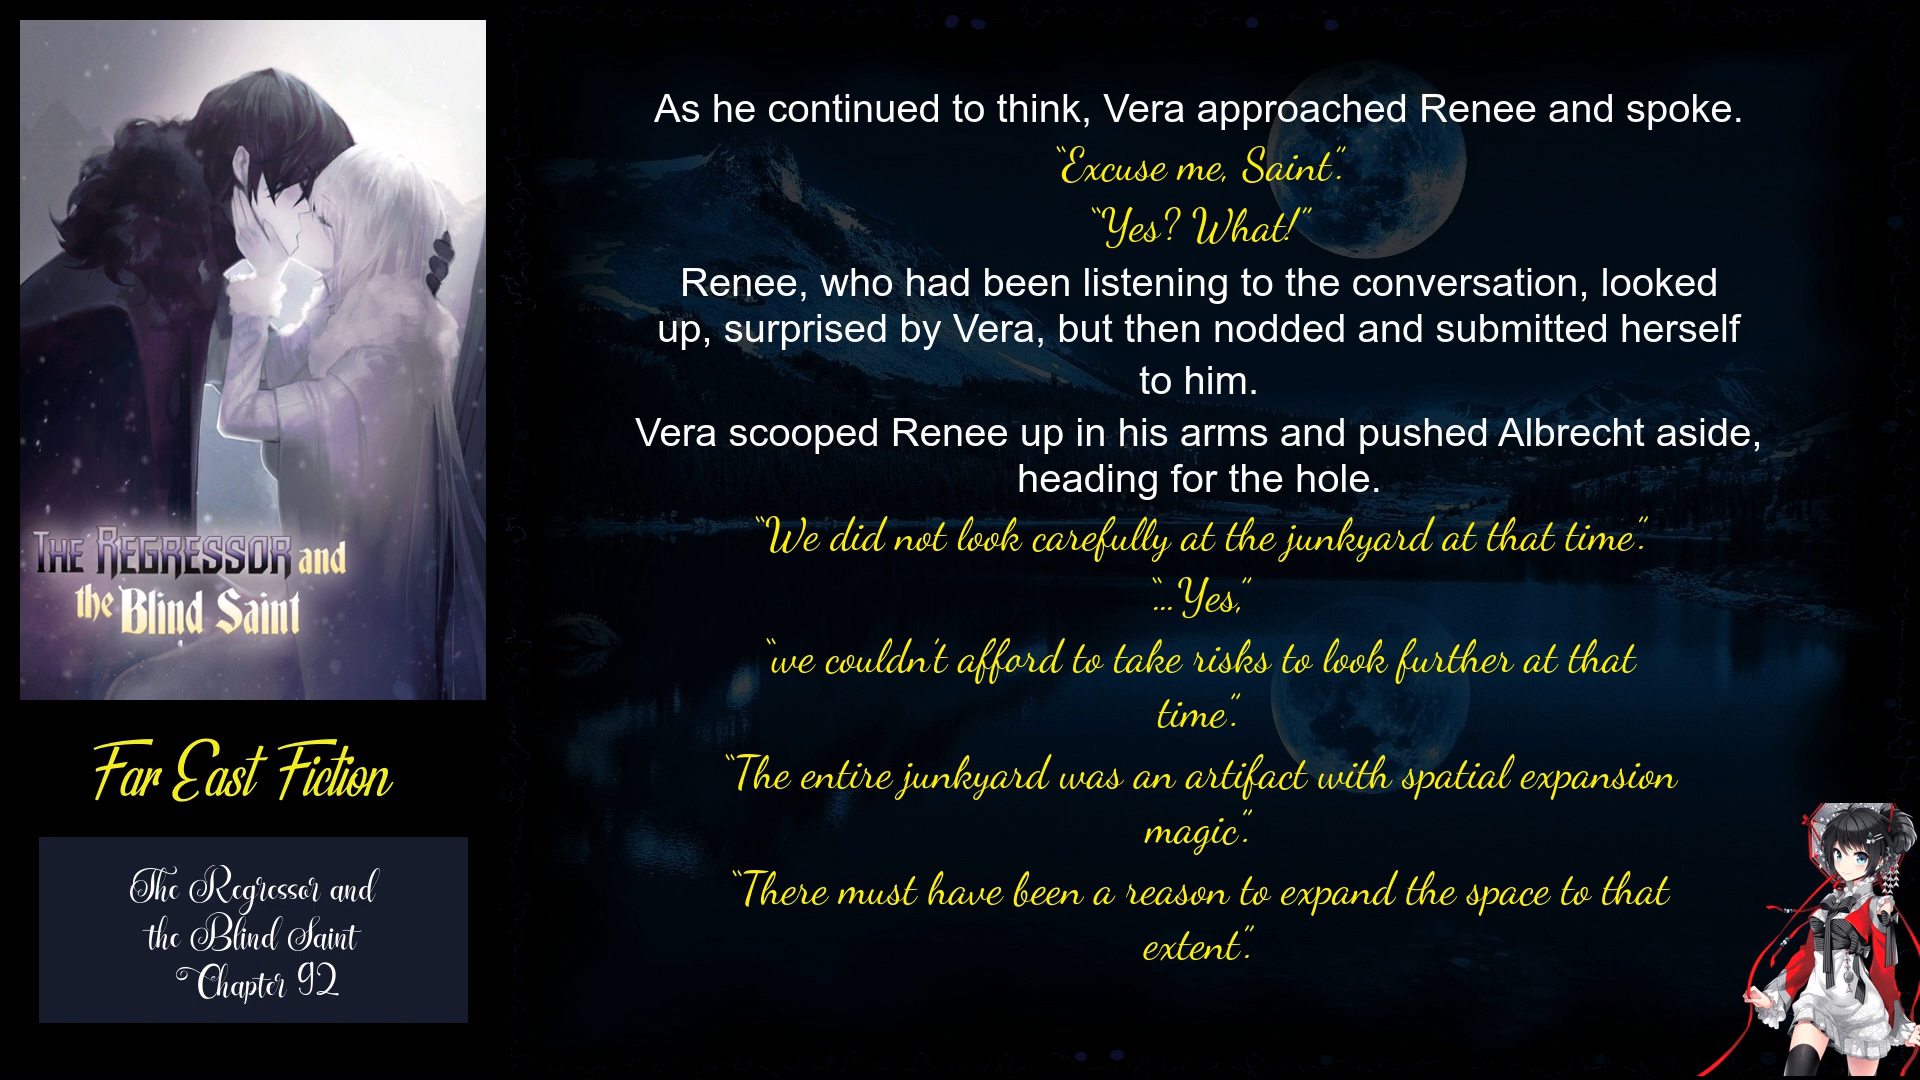 THE REGRESSOR and
the Blind Saint
Far East Fiction
The Regressor and
the Blind Saint
Chapter 92
As he continued to think, Vera approached Renee and spoke.
“Excuse me, Saint”.
“Yes? What!”
Renee, who had been listening to the conversation, looked
up, surprised by Vera, but then nodded and submitted herself
to him.
Vera scooped Renee up in his arms and pushed Albrecht aside,
heading for the hole.
“We did not look carefully at the junkyard at that time”.
“…Yes,”
“we couldn’t afford to take risks to look further at that
time”.
“The entire junkyard was an artifact with spatial expansion
magic”.
“There must have been a reason to expand the space to that
extent”.